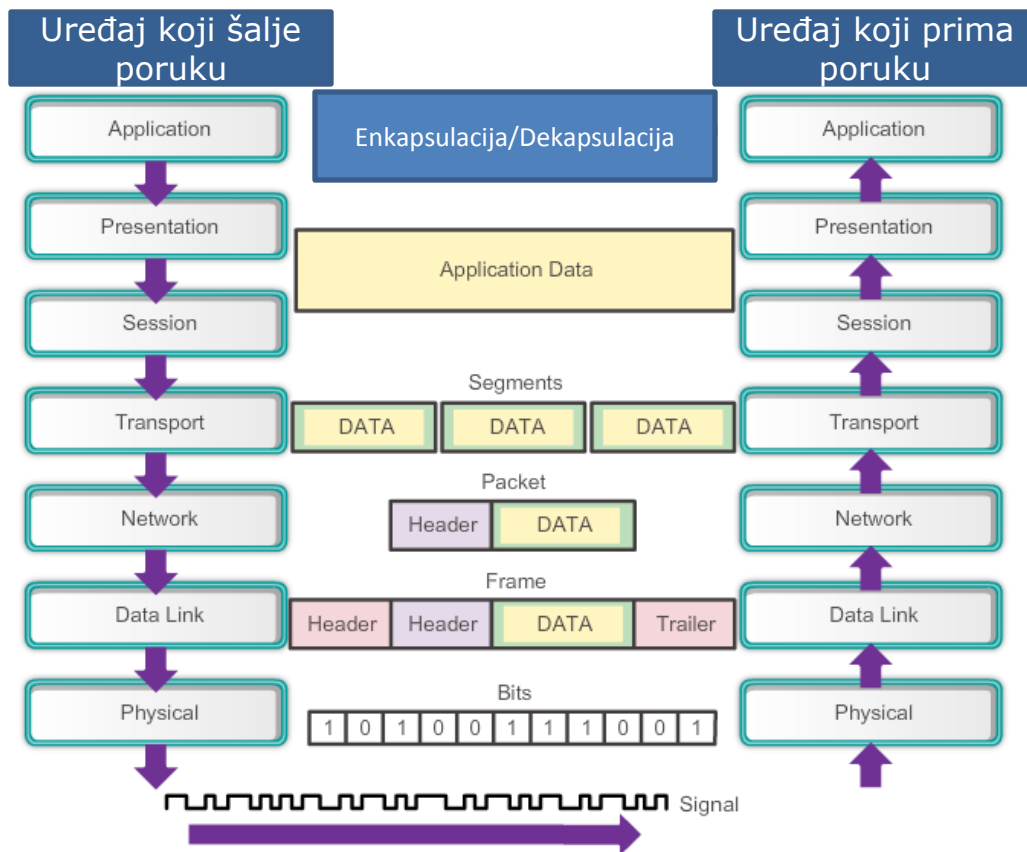 Uređaj koji šalje
poruku
Uređaj koji prima
poruku
Application
Enkapsulacija/Dekapsulacija
Application
Presentation
Presentation
Application Data
Session
Session
Segments
Transport
DATA
DATA
DATA
Transport
Packet
Network
Header
DATA
Network
Frame
Data Link
Header
Header
DATA
Trailer
Data Link
Bits
Physical
1 0 1 0 0 1 1 1 0 0 1
Physical
Signal